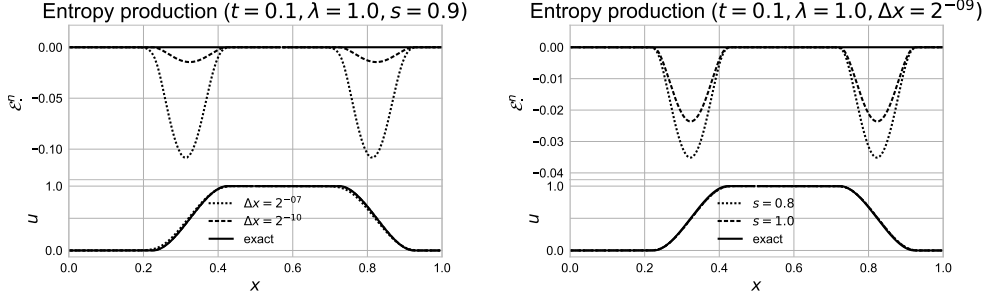 Entropy production (t = 0.1, λ = 1.0, s = 0.9)
0.00
−0.05
−0.10
ℰ.ⁿ
1.0
0.0
u
Δx = 2⁻⁰⁷
Δx = 2⁻¹⁰
exact
0.0 0.2 0.4 0.6 0.8 1.0
x
Entropy production (t = 0.1, λ = 1.0, Δx = 2⁻⁰⁹)
0.00
−0.01
−0.02
−0.03
−0.04
ℰ.ⁿ
1.0
0.0
u
s = 0.8
s = 1.0
exact
0.0 0.2 0.4 0.6 0.8 1.0
x